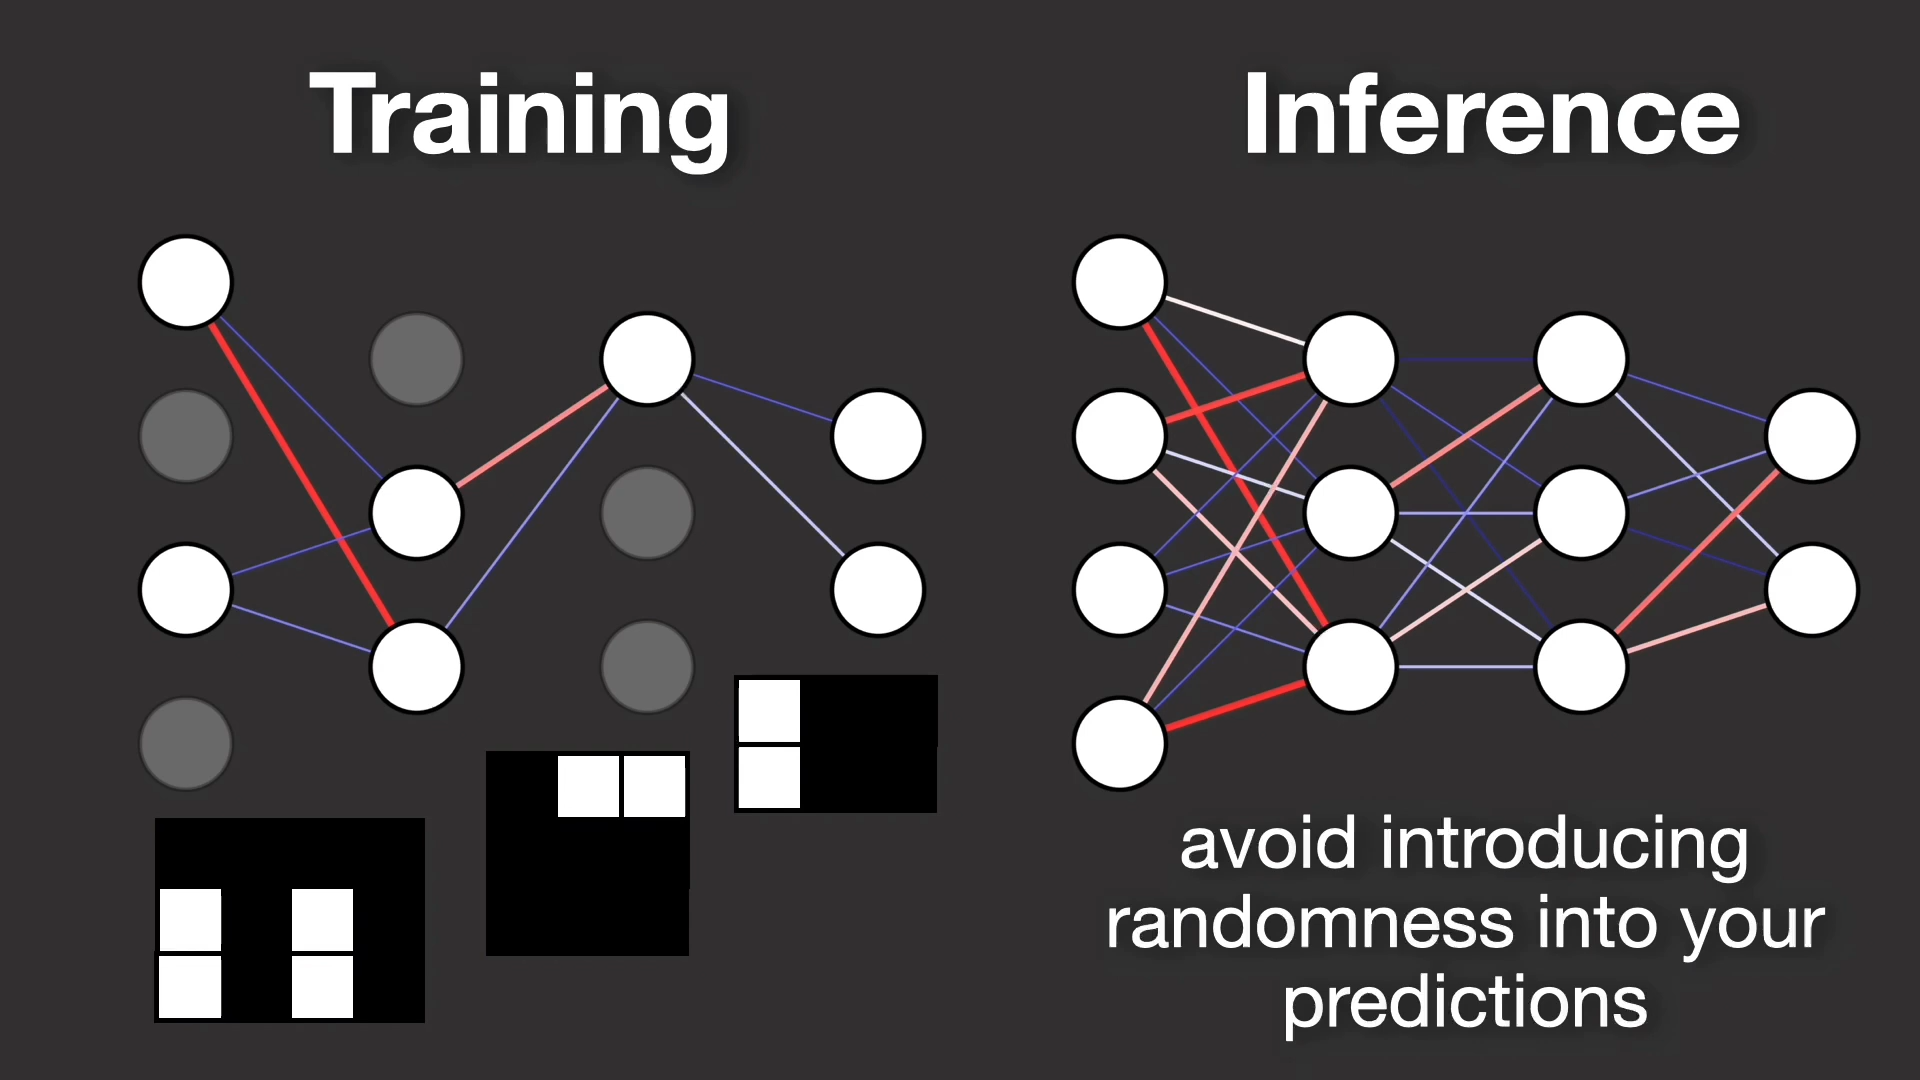 Training
Inference
avoid introducing
randomness into your
predictions